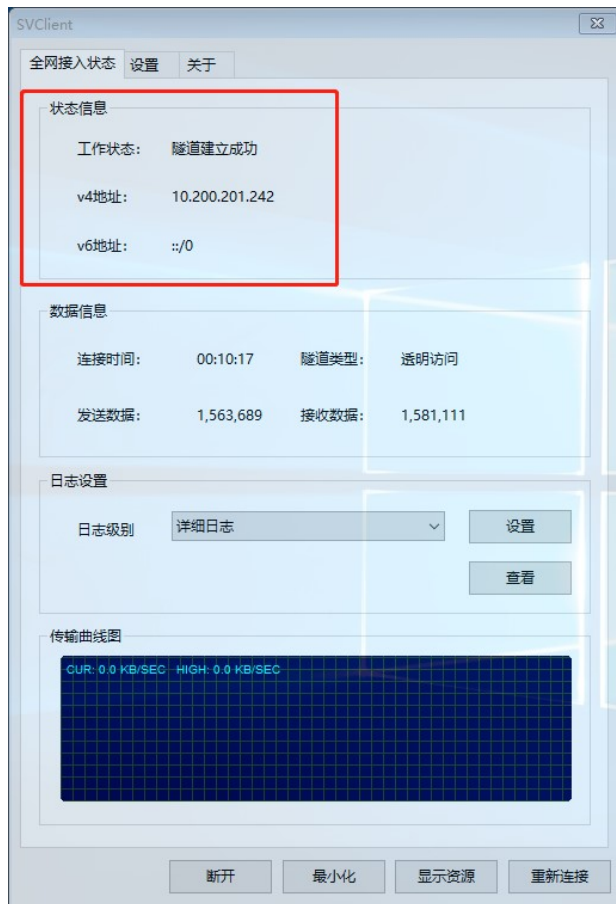 SVClient
全网接入状态 设置 关于
状态信息
工作状态： 隧道建立成功
v4地址： 10.200.201.242
v6地址： ::/0
数据信息
连接时间： 00:10:17 隧道类型： 透明访问
发送数据： 1,563,689 接收数据： 1,581,111
日志设置
日志级别 详细日志 设置
查看
传输曲线图
CUR: 0.0 KB/SEC HIGH: 0.0 KB/SEC
断开 最小化 显示资源 重新连接